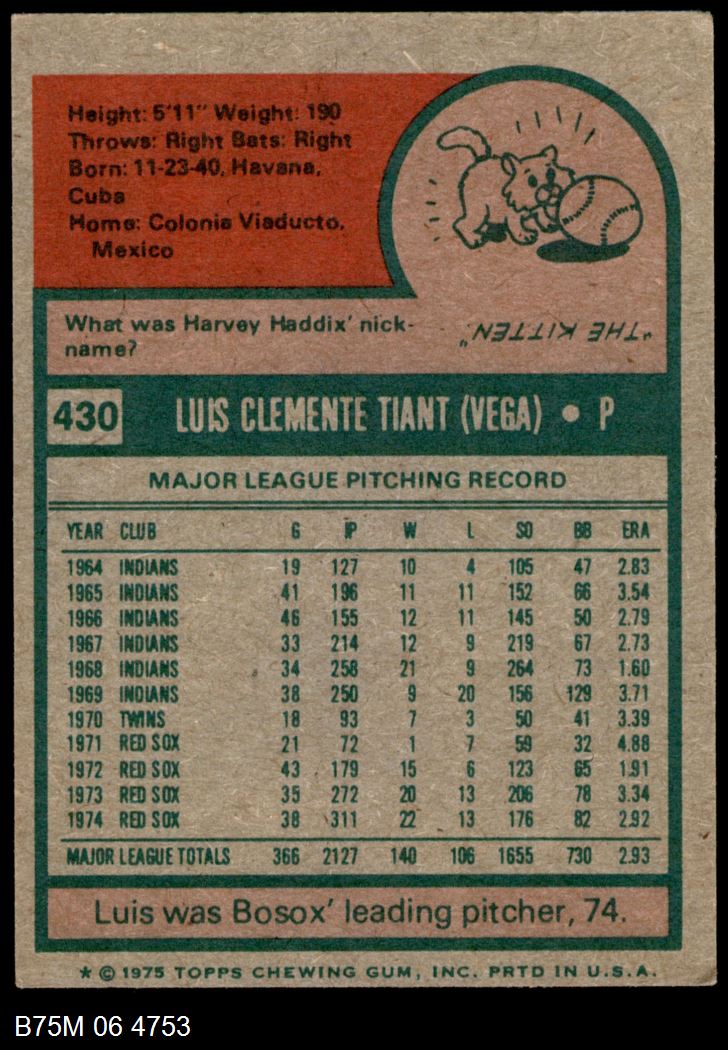 Height: 5'11" Weight: 190
Throws: Right Bats: Right
Born: 11-23-40, Havana,
Cuba
Home: Colonia Viaducto,
Mexico
What was Harvey Haddix' nick-
name?
"THE KITTEN."
430 LUIS CLEMENTE TIANT (VEGA) • P
MAJOR LEAGUE PITCHING RECORD
YEAR CLUB G IP W L SO BB ERA
1964 INDIANS 19 127 10 4 105 47 2.83
1965 INDIANS 41 196 11 11 152 66 3.54
1966 INDIANS 46 155 12 11 145 50 2.79
1967 INDIANS 33 214 12 9 219 67 2.73
1968 INDIANS 34 258 21 9 264 73 1.60
1969 INDIANS 38 250 9 20 156 129 3.71
1970 TWINS 18 93 7 3 50 41 3.39
1971 RED SOX 21 72 1 7 59 32 4.88
1972 RED SOX 43 179 15 6 123 65 1.91
1973 RED SOX 35 272 20 13 206 78 3.34
1974 RED SOX 38 311 22 13 176 82 2.92
MAJOR LEAGUE TOTALS 366 2127 140 106 1655 730 2.93
Luis was Bosox' leading pitcher, 74.
* © 1975 TOPPS CHEWING GUM, INC. PRTD IN U.S.A.
B75M 06 4753